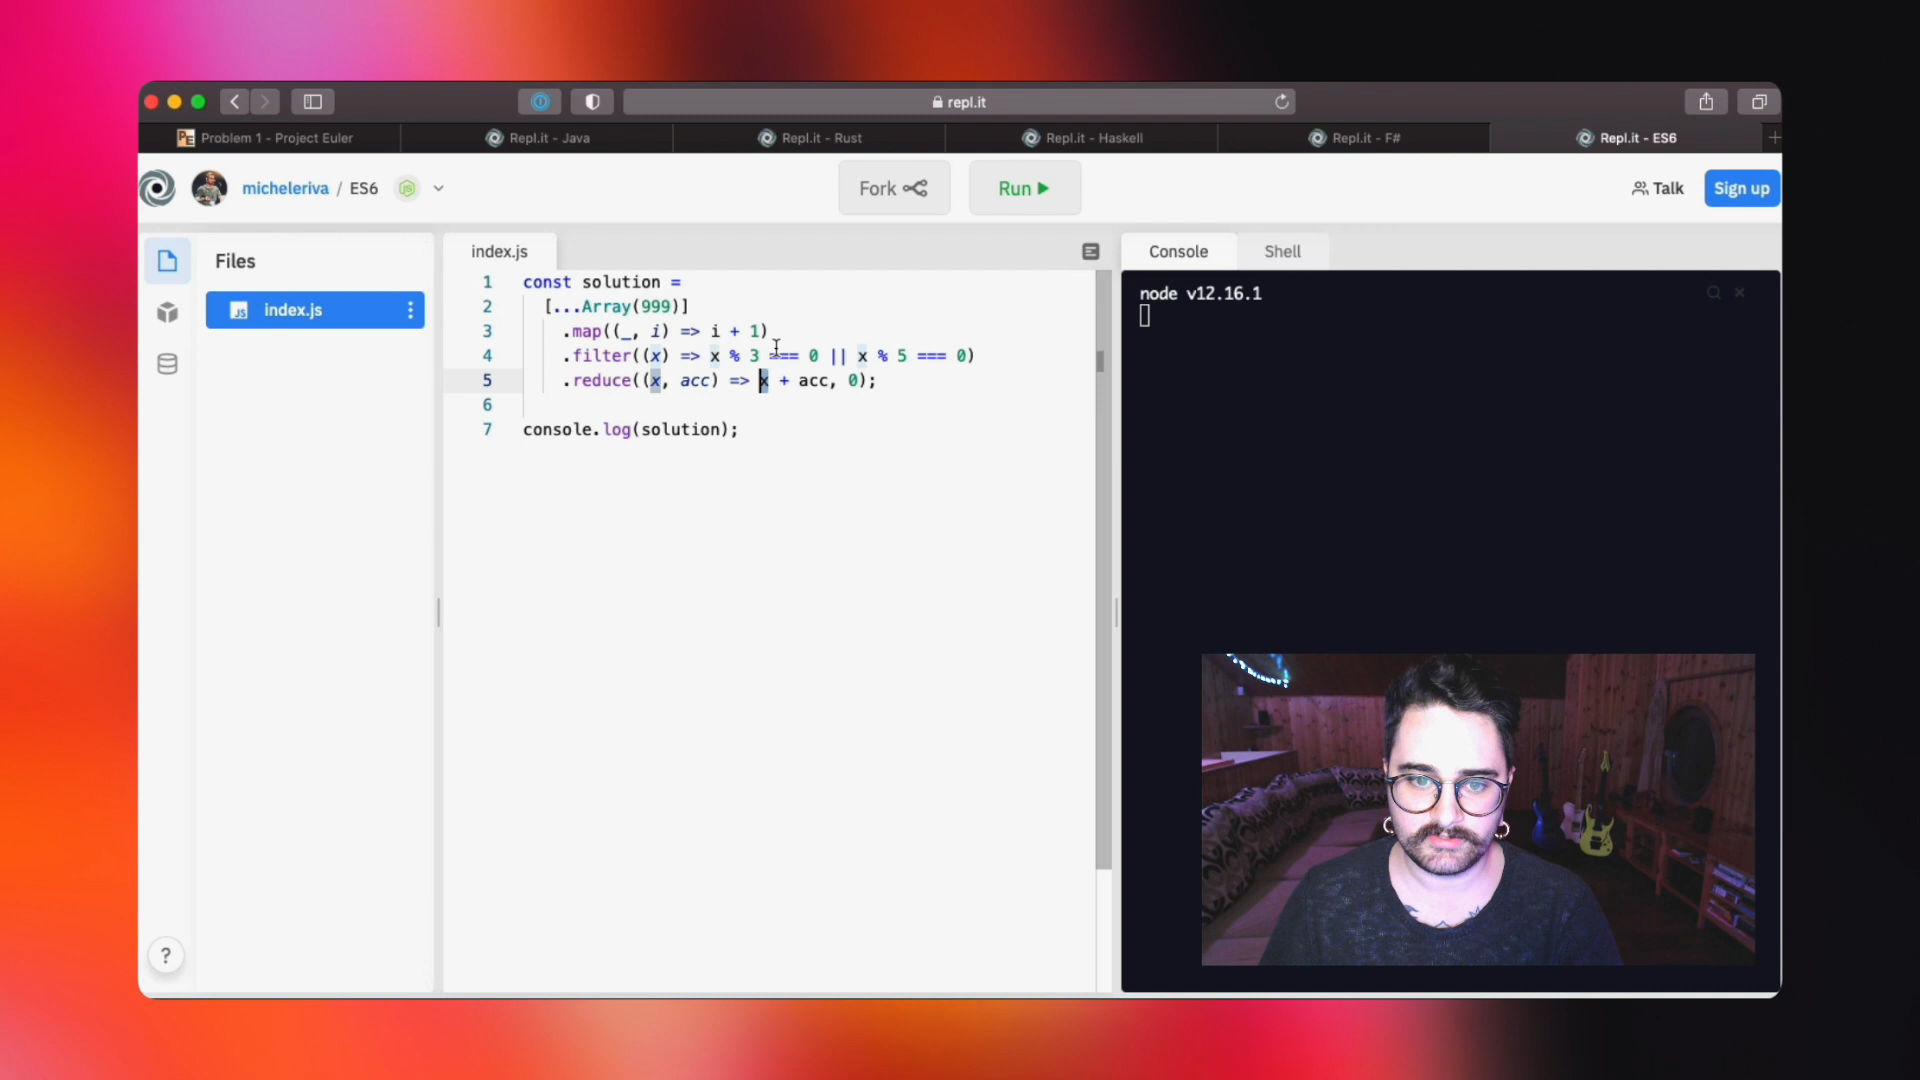 repl.it
Problem 1 - Project Euler
Repl.it - Java
Repl.it - Rust
Repl.it - Haskell
Repl.it - F#
Repl.it - ES6
micheleriva / ES6
Fork
Run
Talk
Sign up
Files
index.js
index.js
1 const solution =
2 [...Array(999)]
3 .map((_, i) => i + 1)
4 .filter((x) => x % 3 === 0 || x % 5 === 0)
5 .reduce((x, acc) => x + acc, 0);
6
7 console.log(solution);
Console
Shell
node v12.16.1
?